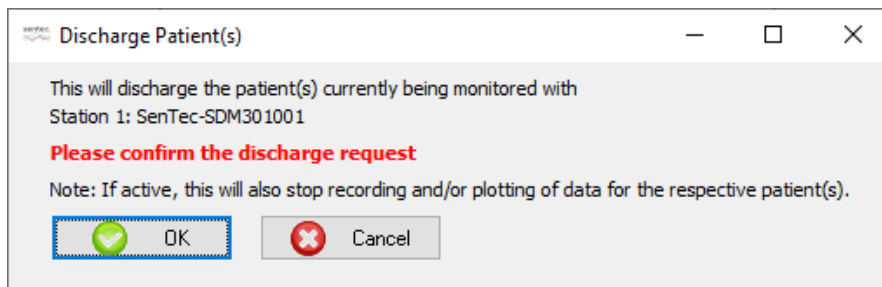 sentec
Discharge Patient(s)
This will discharge the patient(s) currently being monitored with
Station 1: SenTec-SDM301001
Please confirm the discharge request
Note: If active, this will also stop recording and/or plotting of data for the respective patient(s).
OK
Cancel